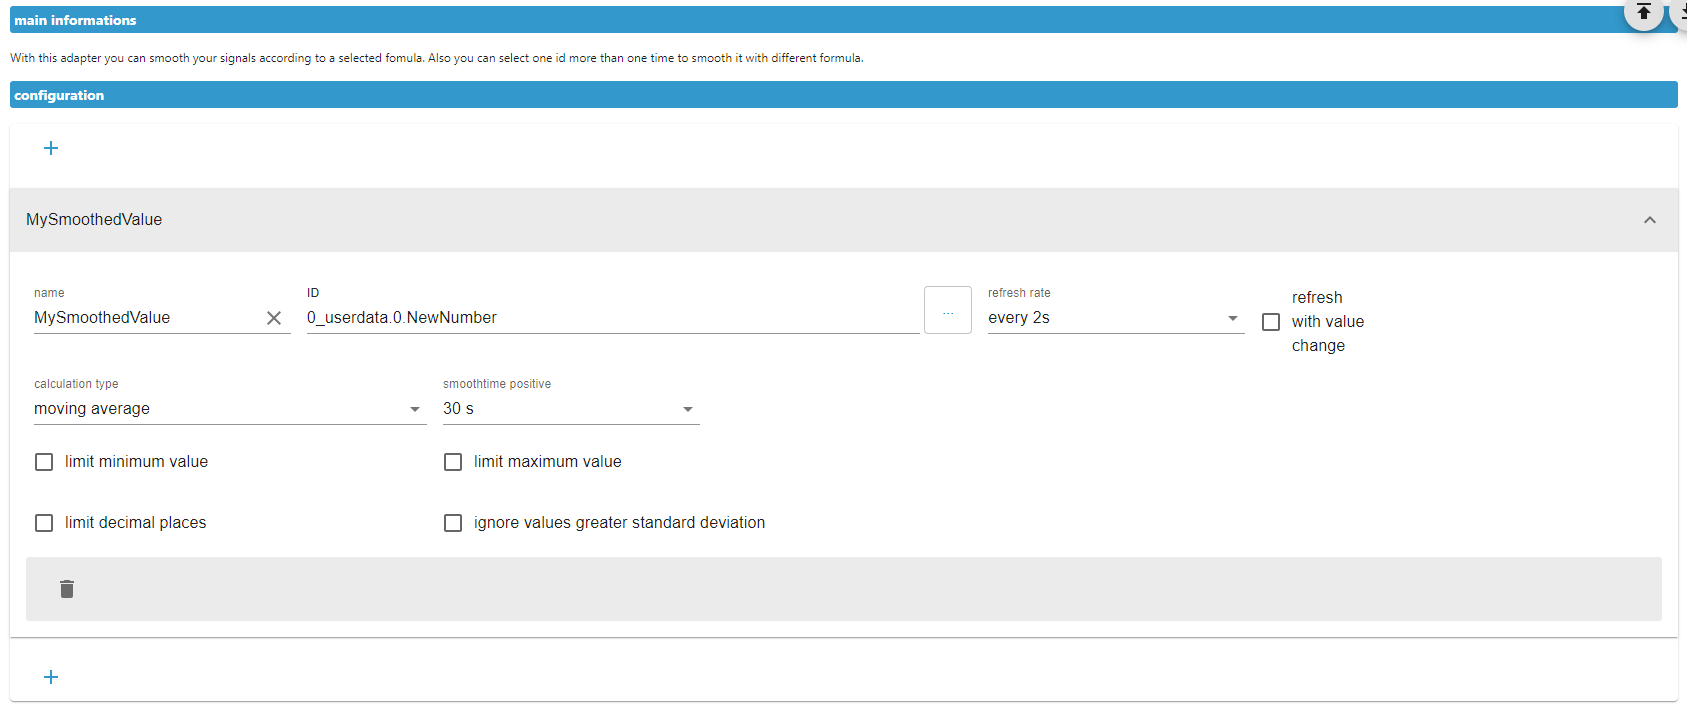 main informations
With this adapter you can smooth your signals according to a selected fomula. Also you can select one id more than one time to smooth it with different formula.
configuration
MySmoothedValue
name
MySmoothedValue
ID
0_userdata.0.NewNumber
...
refresh rate
every 2s
refresh
with value
change
calculation type
moving average
smoothtime positive
30 s
limit minimum value
limit maximum value
limit decimal places
ignore values greater standard deviation